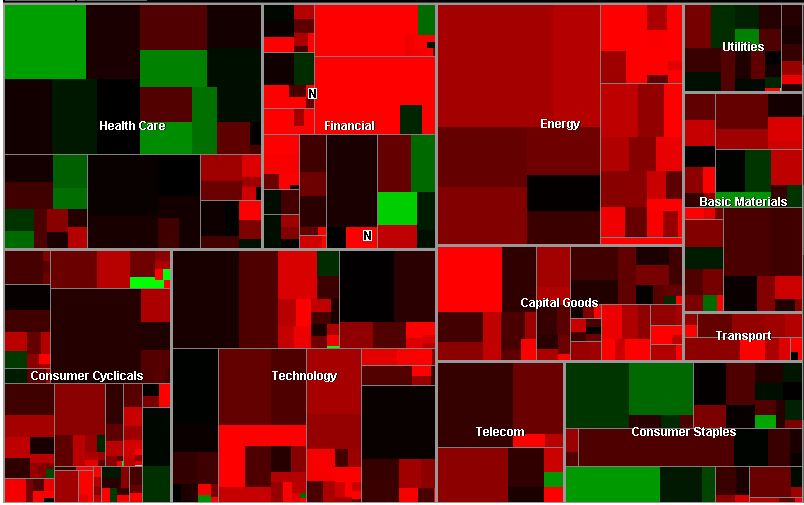 Utilities
Health Care
Financial
Energy
N
Basic Materials
N
Capital Goods
Transport
Consumer Cyclicals
Technology
Telecom
Consumer Staples